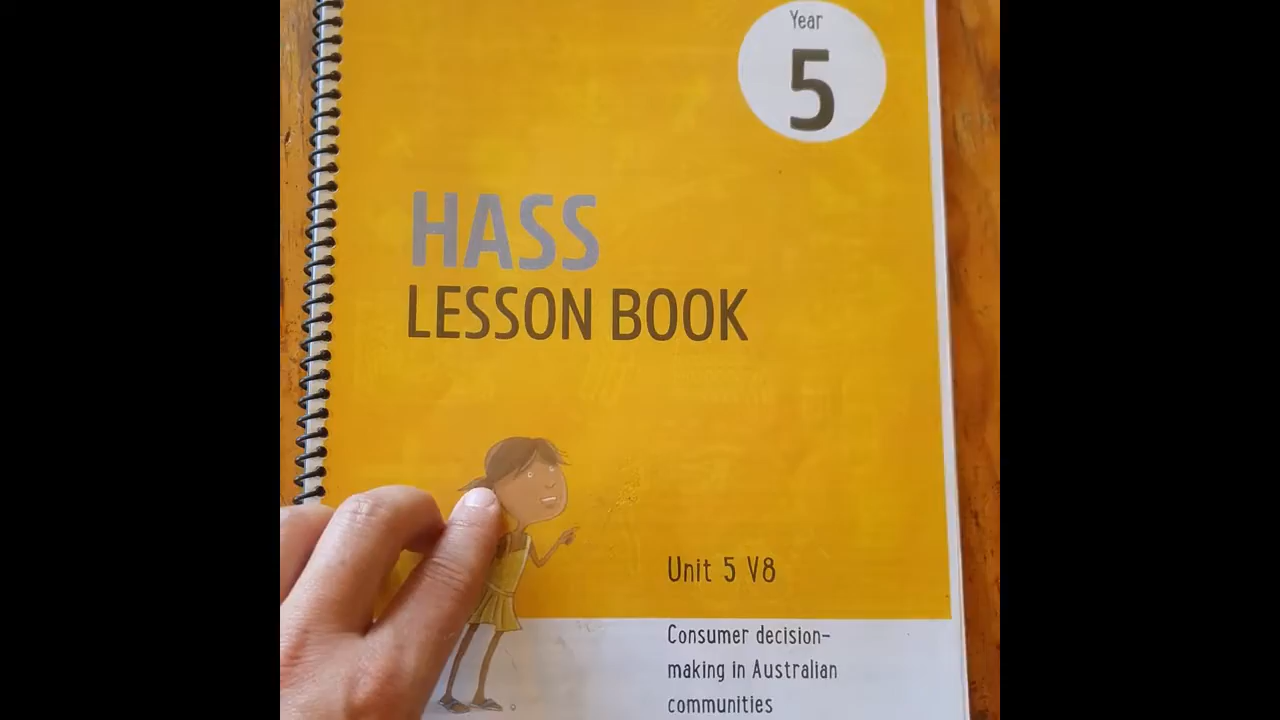 Year
5
HASS
LESSON BOOK
Unit 5 V8
Consumer decision-
making in Australian
communities